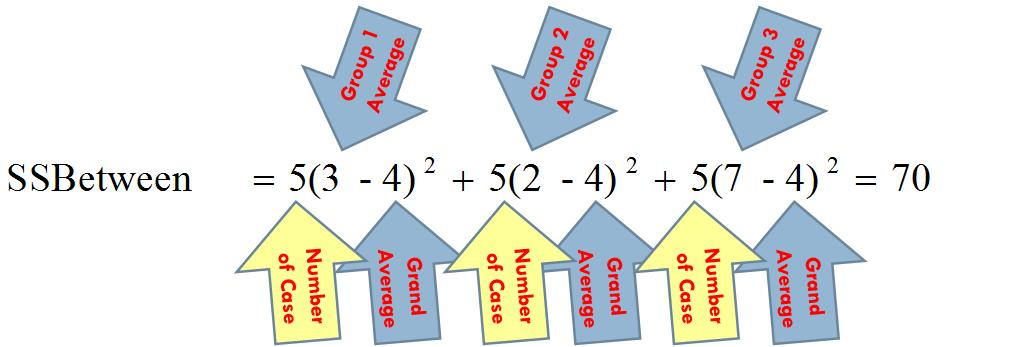 Group 1
Average
Group 2
Average
Group 3
Average
SSBetween = 5(3 - 4)² + 5(2 - 4)² + 5(7 - 4)² = 70
Number
of Case
Grand
Average
Number
of Case
Grand
Average
Number
of Case
Grand
Average